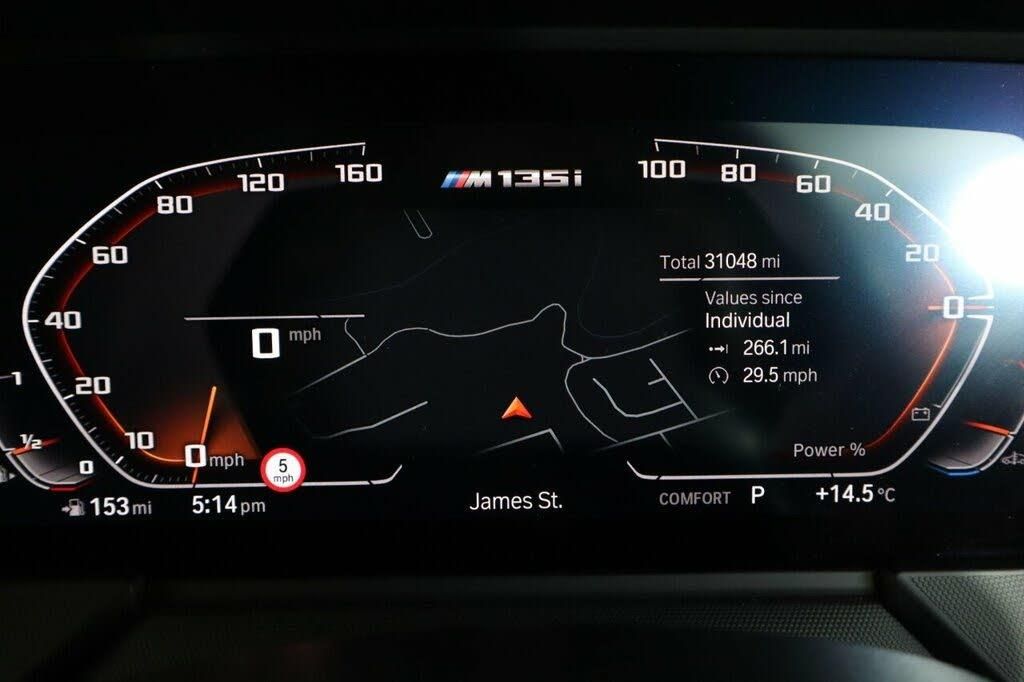 M135i
160
120
80
60
40
20
10
0 mph
100
80
60
40
20
0
Power %
1
½
0
0 mph
5
mph
Total 31048 mi
Values since
Individual
266.1 mi
29.5 mph
153 mi
5:14 pm
James St.
COMFORT P +14.5°C